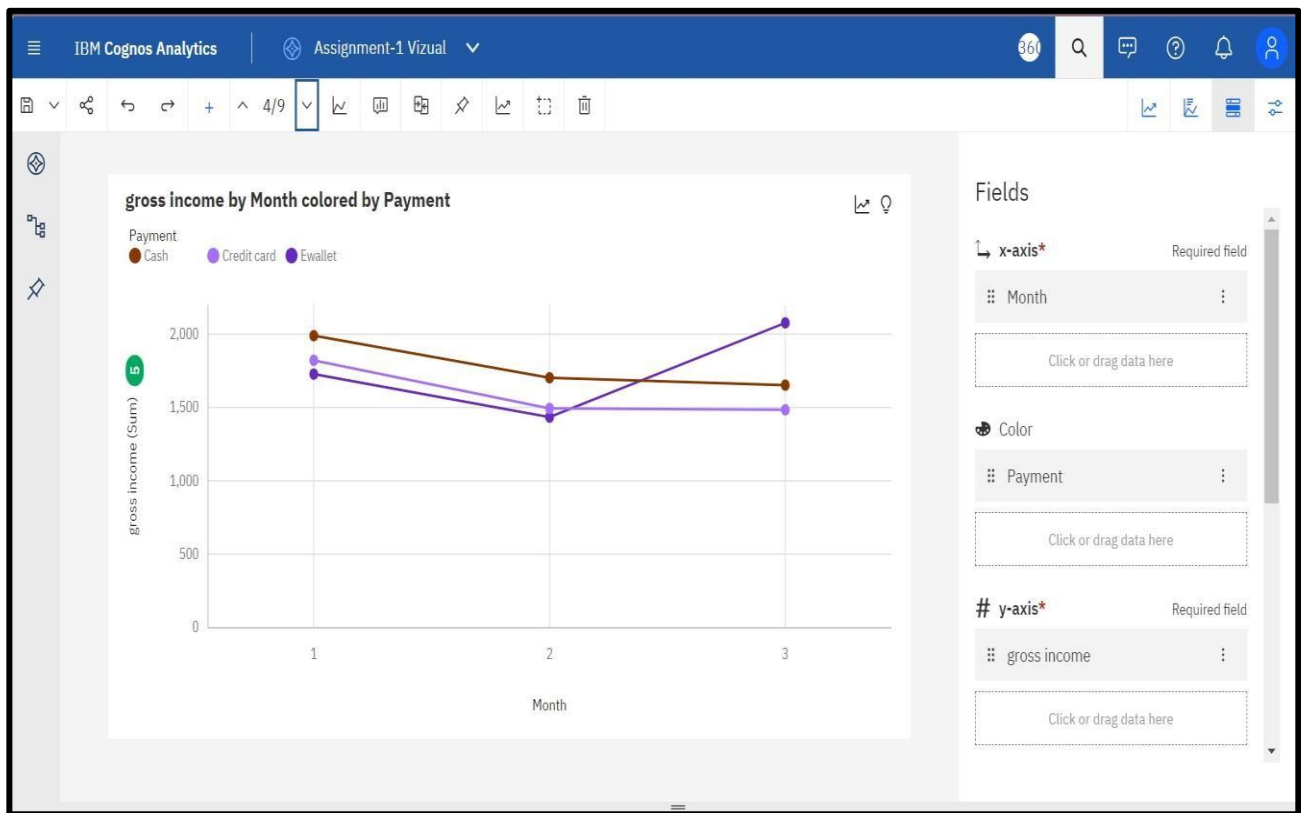 IBM Cognos Analytics
Assignment-1 Vizual
360
4/9
gross income by Month colored by Payment
Payment
Cash
Credit card
Ewallet
2,000
1,500
1,000
500
0
gross income (Sum)
1
2
3
Month
Fields
x-axis*
Required field
Month
Click or drag data here
Color
Payment
Click or drag data here
# y-axis*
Required field
gross income
Click or drag data here